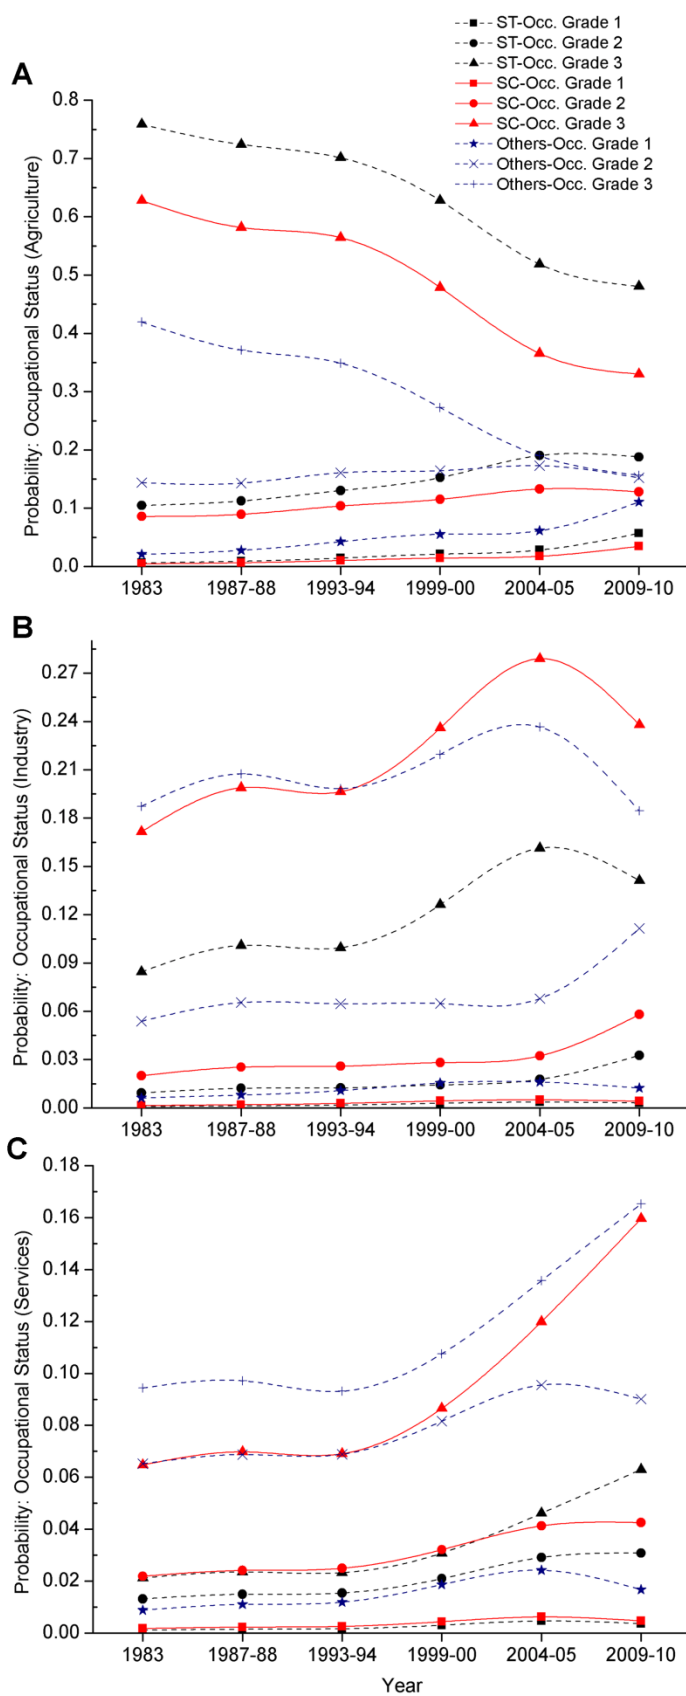 ST-Occ. Grade 1
ST-Occ. Grade 2
ST-Occ. Grade 3
SC-Occ. Grade 1
SC-Occ. Grade 2
SC-Occ. Grade 3
Others-Occ. Grade 1
Others-Occ. Grade 2
Others-Occ. Grade 3
A
Probability: Occupational Status (Agriculture)
0.8
0.7
0.6
0.5
0.4
0.3
0.2
0.1
0.0
1983 1987-88 1993-94 1999-00 2004-05 2009-10
B
Probability: Occupational Status (Industry)
0.27
0.24
0.21
0.18
0.15
0.12
0.09
0.06
0.03
0.00
1983 1987-88 1993-94 1999-00 2004-05 2009-10
C
Probability: Occupational Status (Services)
0.18
0.16
0.14
0.12
0.10
0.08
0.06
0.04
0.02
0.00
1983 1987-88 1993-94 1999-00 2004-05 2009-10
Year